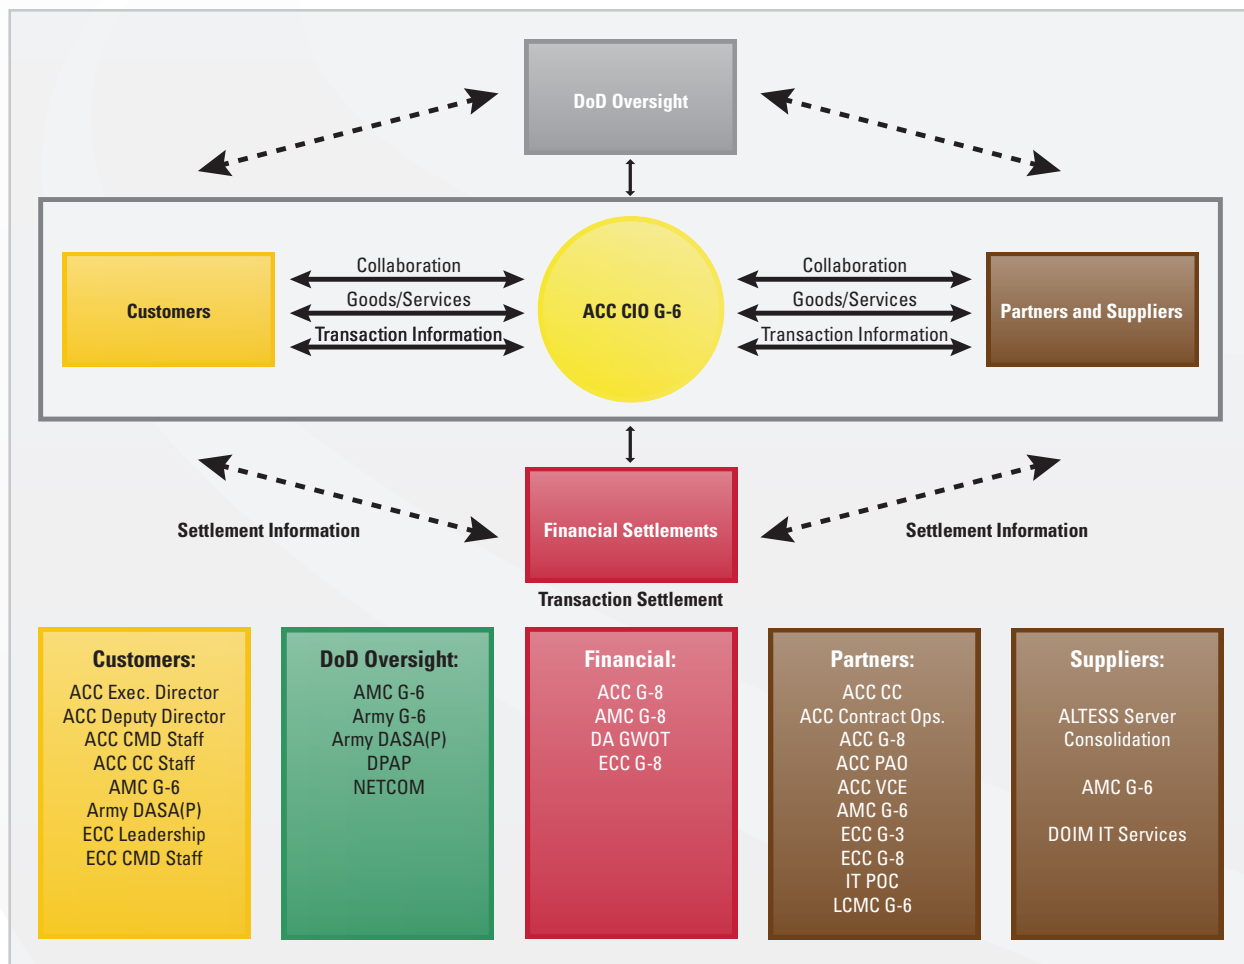 DoD Oversight
Collaboration
Goods/Services
Transaction Information
Customers
ACC CIO G-6
Collaboration
Goods/Services
Transaction Information
Partners and Suppliers
Settlement Information
Financial Settlements
Settlement Information
Transaction Settlement
Customers:
ACC Exec. Director
ACC Deputy Director
ACC CMD Staff
ACC CC Staff
AMC G-6
Army DASA(P)
ECC Leadership
ECC CMD Staff
DoD Oversight:
AMC G-6
Army G-6
Army DASA(P)
DPAP
NETCOM
Financial:
ACC G-8
AMC G-8
DA GWOT
ECC G-8
Partners:
ACC CC
ACC Contract Ops.
ACC G-8
ACC PAO
ACC VCE
AMC G-6
ECC G-3
ECC G-8
IT POC
LCMC G-6
Suppliers:
ALTESS Server
Consolidation
AMC G-6
DOIM IT Services